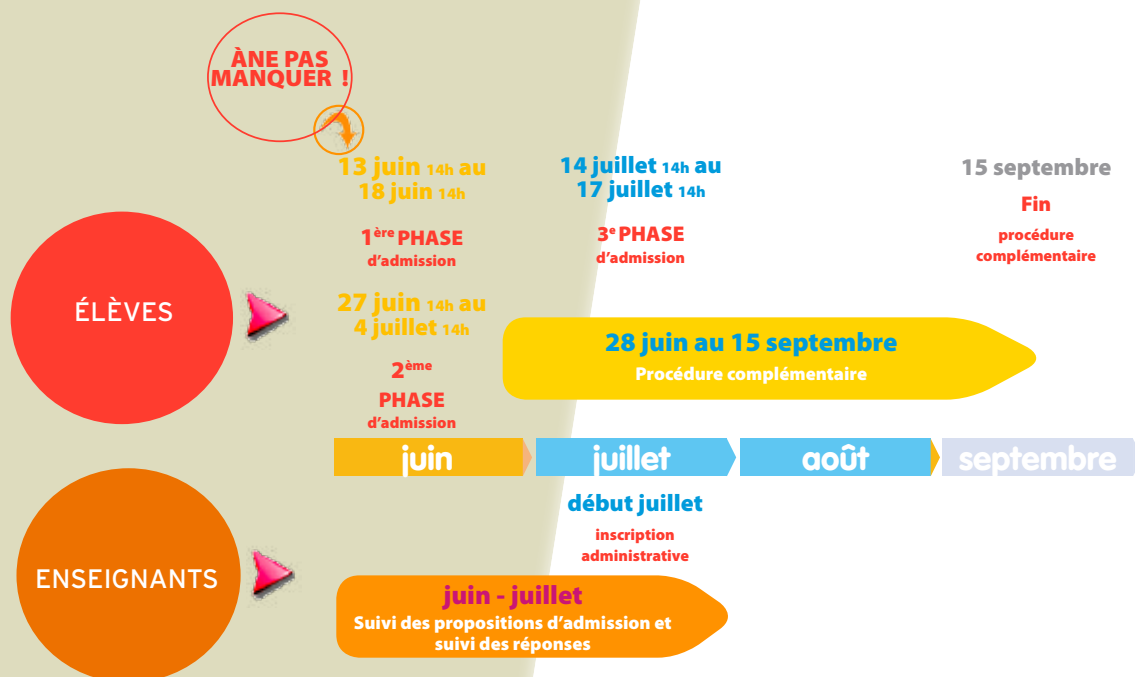 ÀNE PAS
MANQUER !
13 juin 14h au
18 juin 14h
1ère PHASE
d’admission
14 juillet 14h au
17 juillet 14h
3e PHASE
d’admission
15 septembre
Fin
procédure
complémentaire
ÉLÈVES
27 juin 14h au
4 juillet 14h
2ème
PHASE
d’admission
28 juin au 15 septembre
Procédure complémentaire
juin
juillet
août
septembre
début juillet
inscription
administrative
ENSEIGNANTS
juin - juillet
Suivi des propositions d’admission et
suivi des réponses